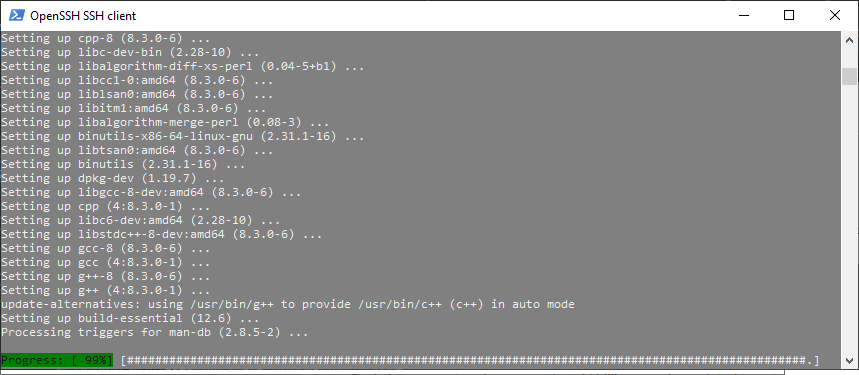 OpenSSH SSH client
Setting up cpp-8 (8.3.0-6) ...
Setting up libc-dev-bin (2.28-10) ...
Setting up libalgorithm-diff-xs-perl (0.04-5+b1) ...
Setting up libcc1-0:amd64 (8.3.0-6) ...
Setting up liblsan0:amd64 (8.3.0-6) ...
Setting up libitm1:amd64 (8.3.0-6) ...
Setting up libalgorithm-merge-perl (0.08-3) ...
Setting up binutils-x86-64-linux-gnu (2.31.1-16) ...
Setting up libtsan0:amd64 (8.3.0-6) ...
Setting up binutils (2.31.1-16) ...
Setting up dpkg-dev (1.19.7) ...
Setting up libgcc-8-dev:amd64 (8.3.0-6) ...
Setting up cpp (4:8.3.0-1) ...
Setting up libc6-dev:amd64 (2.28-10) ...
Setting up libstdc++-8-dev:amd64 (8.3.0-6) ...
Setting up gcc-8 (8.3.0-6) ...
Setting up gcc (4:8.3.0-1) ...
Setting up g++-8 (8.3.0-6) ...
Setting up g++ (4:8.3.0-1) ...
update-alternatives: using /usr/bin/g++ to provide /usr/bin/c++ (c++) in auto mode
Setting up build-essential (12.6) ...
Processing triggers for man-db (2.8.5-2) ...
Progress: [ 99%] [#################################################################################################.]